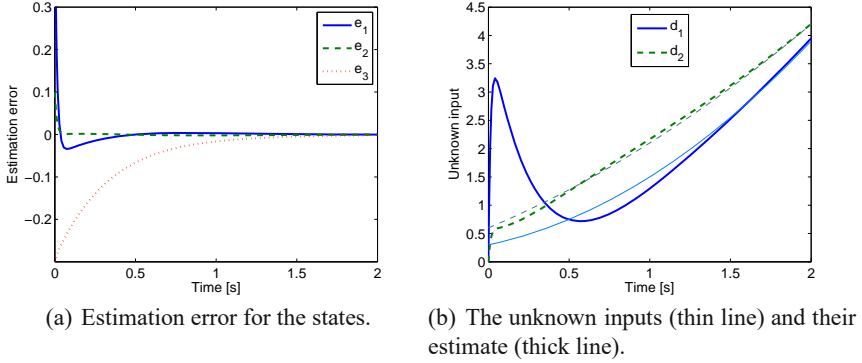 0.3
0.2
0.1
0
−0.1
−0.2
Estimation error
0
0.5
1
1.5
2
Time [s]
e1
e2
e3
4.5
4
3.5
3
2.5
2
1.5
1
0.5
0
Unknown input
0
0.5
1
1.5
2
Time [s]
d1
d2
(a) Estimation error for the states.
(b) The unknown inputs (thin line) and their
estimate (thick line).